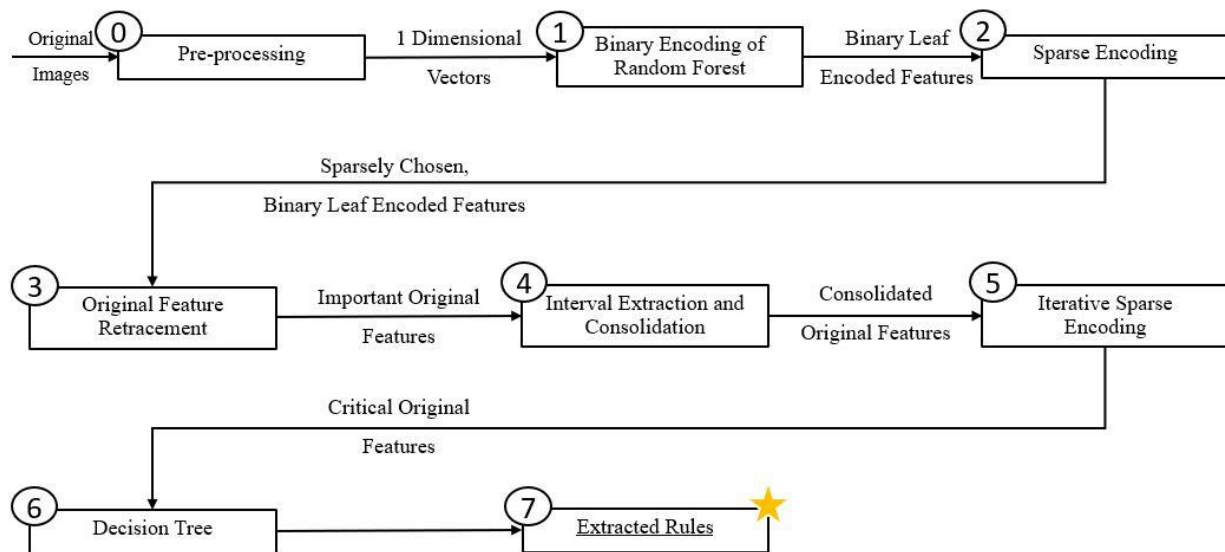 Original
Images
0
Pre-processing
1 Dimensional
Vectors
1
Binary Encoding of
Random Forest
Binary Leaf
Encoded Features
2
Sparse Encoding
Sparsely Chosen,
Binary Leaf Encoded Features
3
Original Feature
Retracement
Important Original
Features
4
Interval Extraction and
Consolidation
Consolidated
Original Features
5
Iterative Sparse
Encoding
Critical Original
Features
6
Decision Tree
7
Extracted Rules